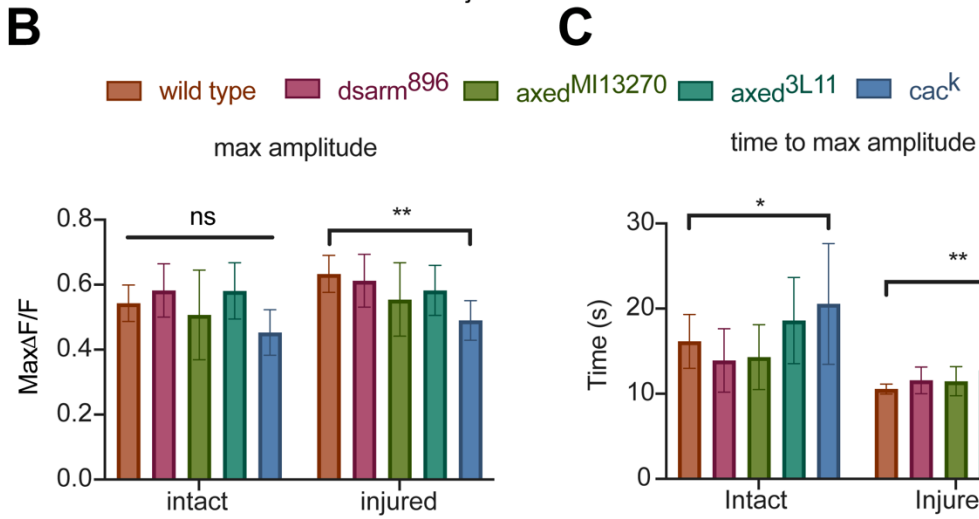 B
C
wild type dsarm896 axedMI13270 axed3L11 cack
max amplitude
time to max amplitude
MaxΔF/F
0.8
0.6
0.4
0.2
0.0
ns
**
intact
injured
Time (s)
30
20
10
0
*
**
Intact
Injure